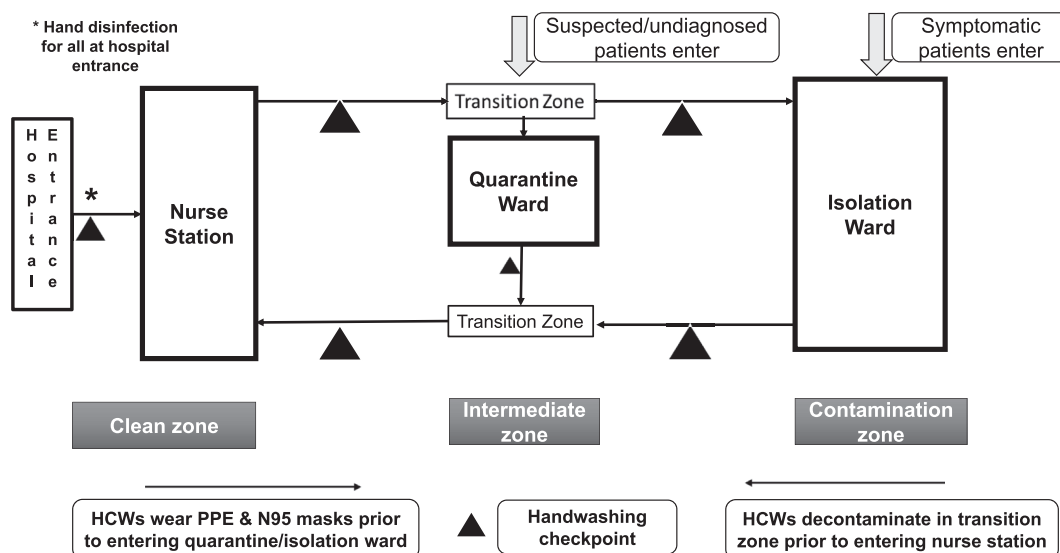 * Hand disinfection
for all at hospital
entrance
Suspected/undiagnosed
patients enter
Symptomatic
patients enter
Hospital
Entrance
*
Nurse
Station
Transition Zone
Quarantine
Ward
Transition Zone
Isolation
Ward
Clean zone
Intermediate
zone
Contamination
zone
HCWs wear PPE & N95 masks prior
to entering quarantine/isolation ward
Handwashing
checkpoint
HCWs decontaminate in transition
zone prior to entering nurse station